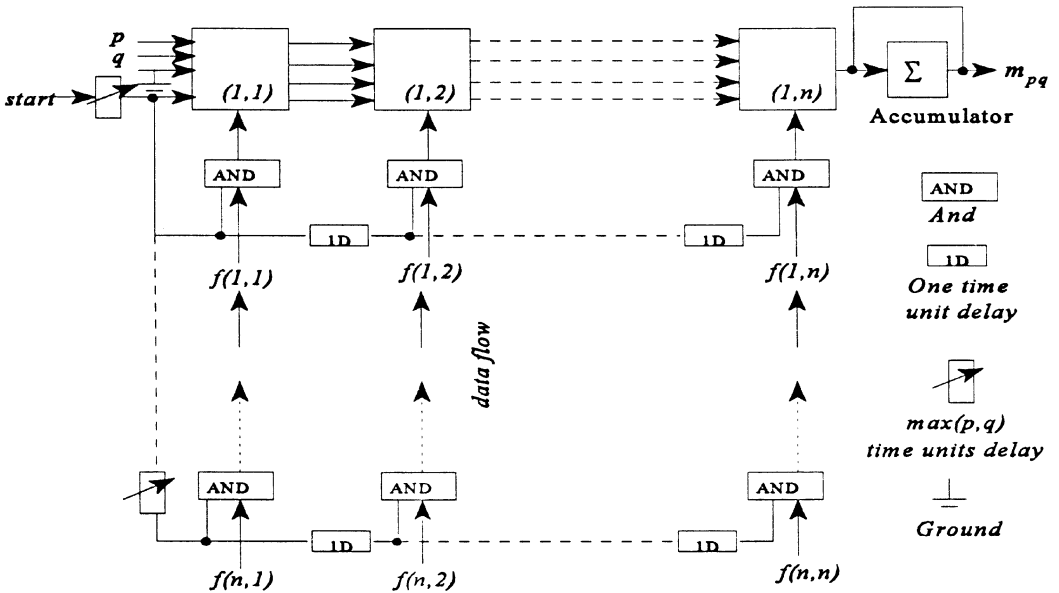 p
q
start
(1,1)
(1,2)
(1,n)
Σ
m_pq
Accumulator
AND
AND
AND
AND
And
1D
1D
1D
f(1,1)
f(1,2)
f(1,n)
One time
unit delay
data flow
max(p,q)
time units delay
AND
AND
AND
Ground
1D
1D
f(n,1)
f(n,2)
f(n,n)